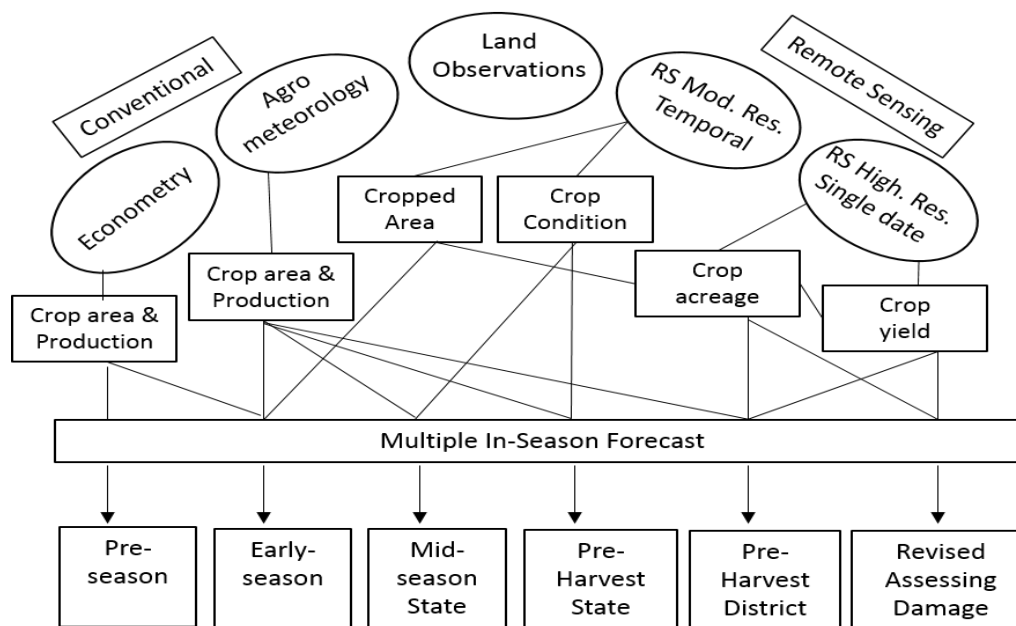 Conventional
Agro
meteorology
Econometry
Land
Observations
RS Mod. Res.
Temporal
Remote Sensing
RS High. Res.
Single date
Cropped
Area
Crop
Condition
Crop area &
Production
Crop area &
Production
Crop
acreage
Crop
yield
Multiple In-Season Forecast
Pre-
season
Early-
season
Mid-
season
State
Pre-
Harvest
State
Pre-
Harvest
District
Revised
Assessing
Damage